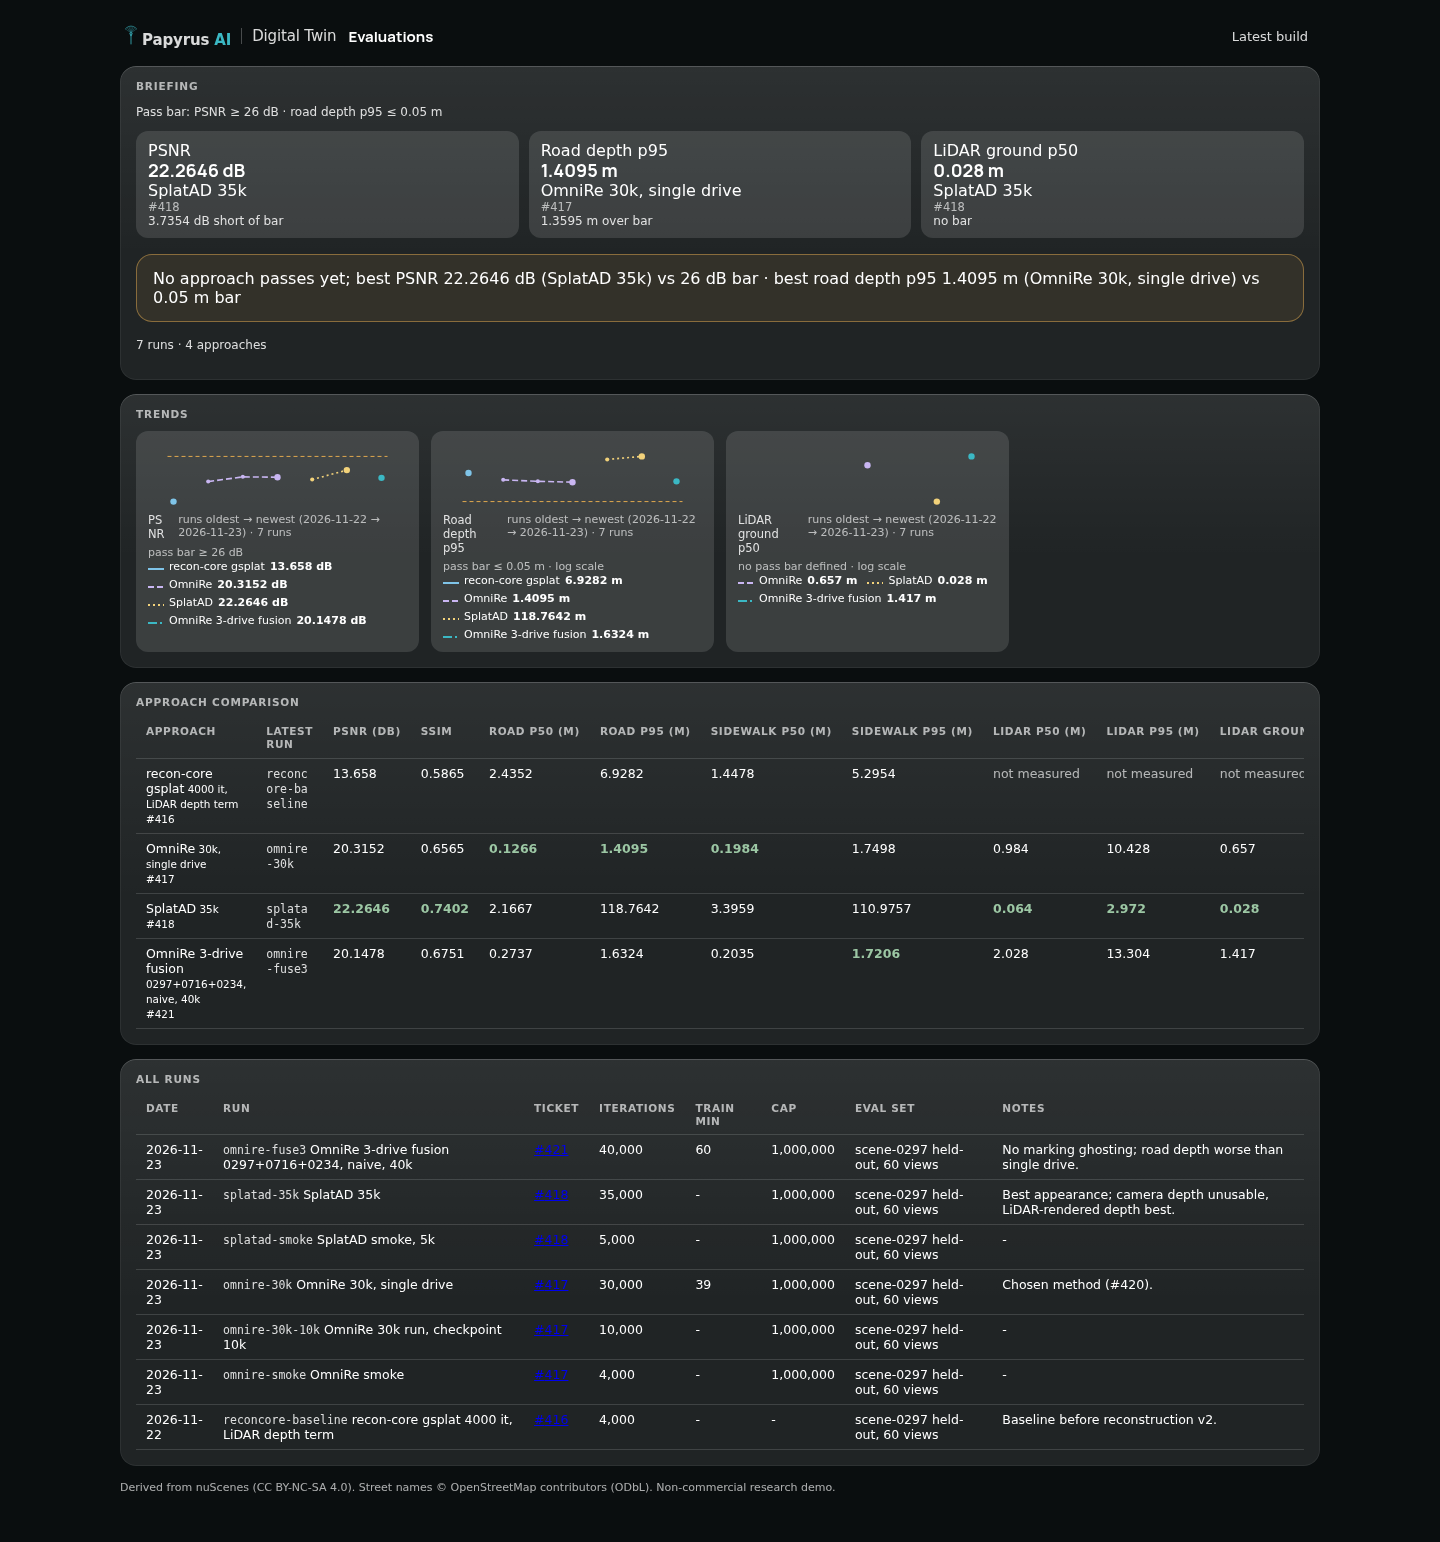 Papyrus AI | Digital Twin Evaluations Latest build
BRIEFING
Pass bar: PSNR ≥ 26 dB · road depth p95 ≤ 0.05 m
PSNR
22.2646 dB
SplatAD 35k
#418
3.7354 dB short of bar
Road depth p95
1.4095 m
OmniRe 30k, single drive
#417
1.3595 m over bar
LiDAR ground p50
0.028 m
SplatAD 35k
#418
no bar
No approach passes yet; best PSNR 22.2646 dB (SplatAD 35k) vs 26 dB bar · best road depth p95 1.4095 m (OmniRe 30k, single drive) vs
0.05 m bar
7 runs · 4 approaches
TRENDS
PS
NR
runs oldest → newest (2026-11-22 →
2026-11-23) · 7 runs
pass bar ≥ 26 dB
recon-core gsplat 13.658 dB
OmniRe 20.3152 dB
SplatAD 22.2646 dB
OmniRe 3-drive fusion 20.1478 dB
Road
depth
p95
runs oldest → newest (2026-11-22
→ 2026-11-23) · 7 runs
pass bar ≤ 0.05 m · log scale
recon-core gsplat 6.9282 m
OmniRe 1.4095 m
SplatAD 118.7642 m
OmniRe 3-drive fusion 1.6324 m
LiDAR
ground
p50
runs oldest → newest (2026-11-22
→ 2026-11-23) · 7 runs
no pass bar defined · log scale
OmniRe 0.657 m SplatAD 0.028 m
OmniRe 3-drive fusion 1.417 m
APPROACH COMPARISON
APPROACH LATEST PSNR (DB) SSIM ROAD P50 (M) ROAD P95 (M) SIDEWALK P50 (M) SIDEWALK P95 (M) LIDAR P50 (M) LIDAR P95 (M) LIDAR GROUN
RUN
recon-core reconc 13.658 0.5865 2.4352 6.9282 1.4478 5.2954 not measured not measured not measured
gsplat 4000 it, ore-ba
LiDAR depth term seline
#416
OmniRe 30k, omnire 20.3152 0.6565 0.1266 1.4095 0.1984 1.7498 0.984 10.428 0.657
single drive -30k
#417
SplatAD 35k splata 22.2646 0.7402 2.1667 118.7642 3.3959 110.9757 0.064 2.972 0.028
#418 d-35k
OmniRe 3-drive omnire 20.1478 0.6751 0.2737 1.6324 0.2035 1.7206 2.028 13.304 1.417
fusion -fuse3
0297+0716+0234,
naive, 40k
#421
ALL RUNS
DATE RUN TICKET ITERATIONS TRAIN CAP EVAL SET NOTES
MIN
2026-11- omnire-fuse3 OmniRe 3-drive fusion #421 40,000 60 1,000,000 scene-0297 held- No marking ghosting; road depth worse than
23 0297+0716+0234, naive, 40k out, 60 views single drive.
2026-11- splatad-35k SplatAD 35k #418 35,000 - 1,000,000 scene-0297 held- Best appearance; camera depth unusable,
23 out, 60 views LiDAR-rendered depth best.
2026-11- splatad-smoke SplatAD smoke, 5k #418 5,000 - 1,000,000 scene-0297 held- -
23 out, 60 views
2026-11- omnire-30k OmniRe 30k, single drive #417 30,000 39 1,000,000 scene-0297 held- Chosen method (#420).
23 out, 60 views
2026-11- omnire-30k-10k OmniRe 30k run, checkpoint #417 10,000 - 1,000,000 scene-0297 held- -
23 10k out, 60 views
2026-11- omnire-smoke OmniRe smoke #417 4,000 - 1,000,000 scene-0297 held- -
23 out, 60 views
2026-11- reconcore-baseline recon-core gsplat 4000 it, #416 4,000 - - scene-0297 held- Baseline before reconstruction v2.
22 LiDAR depth term out, 60 views
Derived from nuScenes (CC BY-NC-SA 4.0). Street names © OpenStreetMap contributors (ODbL). Non-commercial research demo.